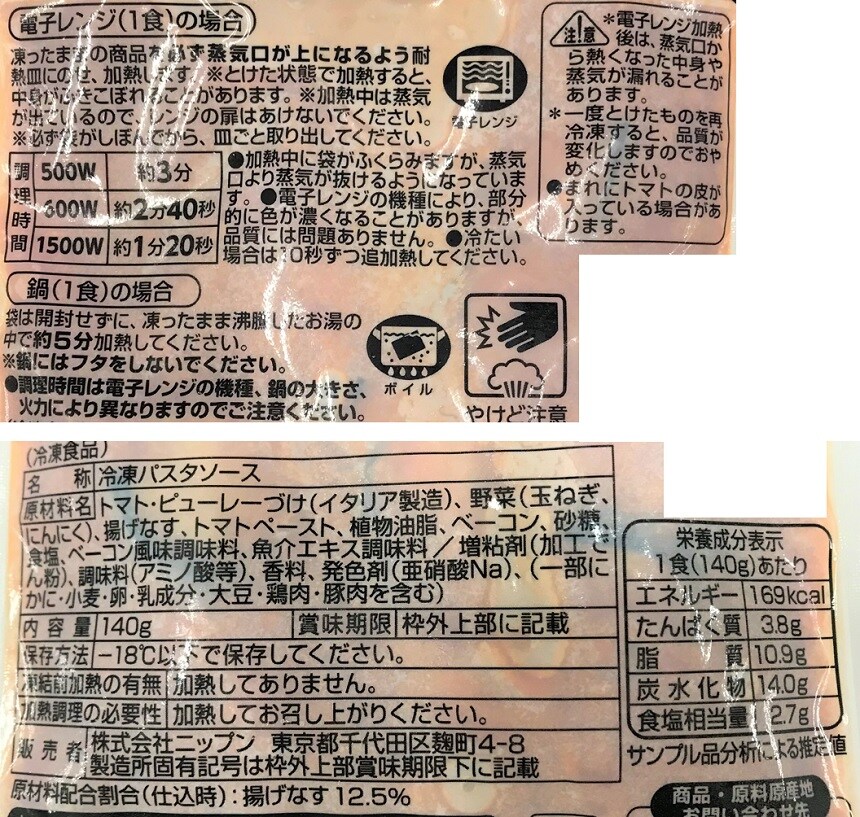 電子レンジ(1食)の場合
凍ったままの商品を必ず蒸気口が上になるよう耐
熱皿にのせ、加熱します。※とけた状態で加熱すると、
中身がふきこぼれることがあります。※加熱中は蒸気
が出ているので、レンジの扉はあけないでください。
※必ず袋がしぼんでから、皿ごと取り出してください。
電子レンジ
調理時間
500W 約3分
600W 約2分40秒
1500W 約1分20秒
●加熱中に袋がふくらみますが、蒸気
口より蒸気が抜けるようになっていま
す。●電子レンジの機種により、部分
的に色が濃くなることがありますが、
品質には問題ありません。●冷たい
場合は10秒ずつ追加熱してください。
注意
*電子レンジ加熱
後は、蒸気口か
ら熱くなった中身や
蒸気が漏れることが
あります。
*一度とけたものを再
冷凍すると、品質が
変化しますのでおや
めください。
●まれにトマトの皮が
入っている場合があ
ります。
鍋(1食)の場合
袋は開封せずに、凍ったまま沸騰したお湯の
中で約5分加熱してください。
※鍋にはフタをしないでください。
●調理時間は電子レンジの機種、鍋の大きさ、
火力により異なりますのでご注意ください。
ボイル
やけど注意
(冷凍食品)
名称 冷凍パスタソース
原材料名 トマト・ピューレーづけ(イタリア製造)、野菜(玉ねぎ、
にんにく)、揚げなす、トマトペースト、植物油脂、ベーコン、砂糖、
食塩、ベーコン風味調味料、魚介エキス調味料/増粘剤(加工で
ん粉)、調味料(アミノ酸等)、香料、発色剤(亜硝酸Na)、(一部に
かに・小麦・卵・乳成分・大豆・鶏肉・豚肉を含む)
内容量 140g 賞味期限 枠外上部に記載
保存方法 -18℃以下で保存してください。
凍結前加熱の有無 加熱してありません。
加熱調理の必要性 加熱してお召し上がりください。
販売者 株式会社ニップン 東京都千代田区麹町4-8
製造所固有記号は枠外上部賞味期限下に記載
原材料配合割合(仕込時):揚げなす12.5%
栄養成分表示
1食(140g)あたり
エネルギー 169kcal
たんぱく質 3.8g
脂質 10.9g
炭水化物 14.0g
食塩相当量 2.7g
サンプル品分析による推定値
商品・原料原産地
お問い合わせ先